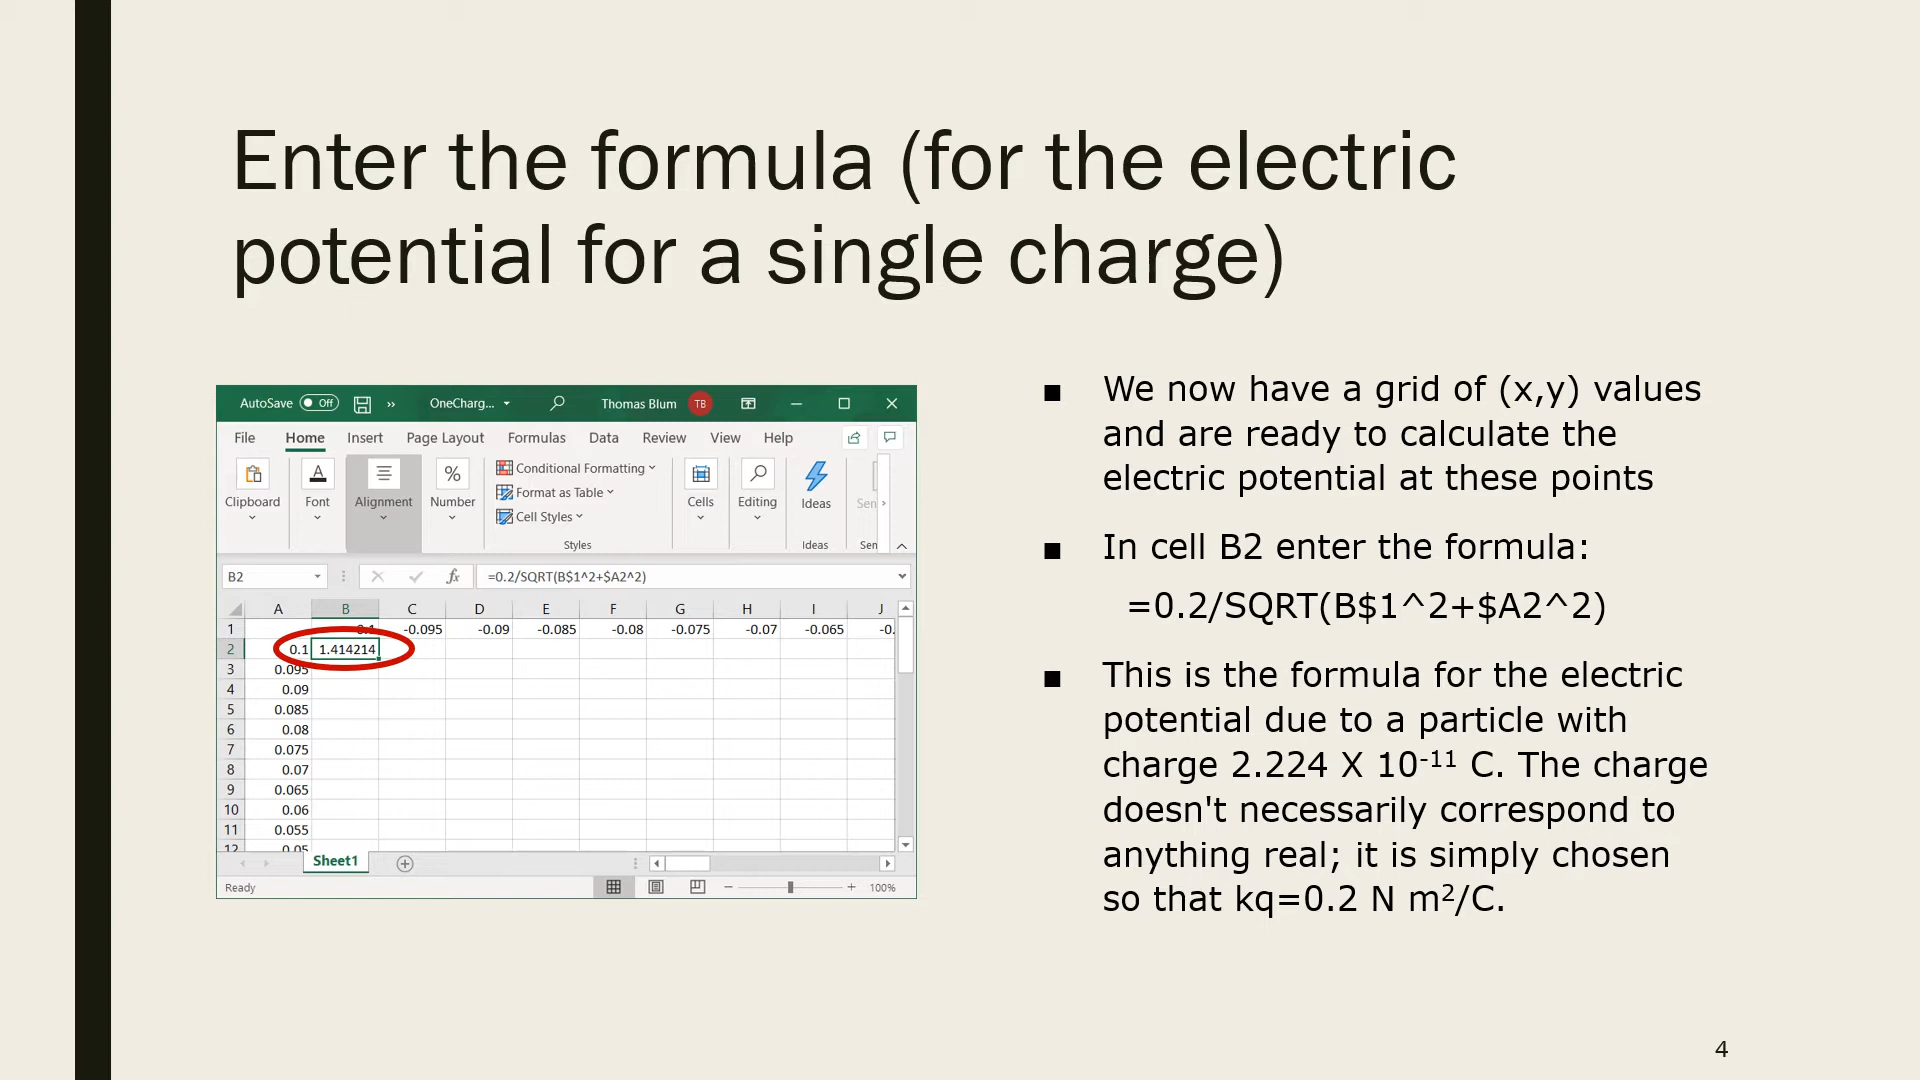 Enter the formula (for the electric
potential for a single charge)
AutoSave Off » OneCharg... Thomas Blum TB
File Home Insert Page Layout Formulas Data Review View Help
Clipboard Font Alignment Number Conditional Formatting Format as Table Cell Styles Cells Editing Ideas Sen
Styles Ideas Sen
B2 fx =0.2/SQRT(B$1^2+$A2^2)
A B C D E F G H I J
1 -0.095 -0.09 -0.085 -0.08 -0.075 -0.07 -0.065 -0.
2 0.1 1.414214
3 0.095
4 0.09
5 0.085
6 0.08
7 0.075
8 0.07
9 0.065
10 0.06
11 0.055
12 0.05
Sheet1
Ready 100%
■ We now have a grid of (x,y) values
and are ready to calculate the
electric potential at these points
■ In cell B2 enter the formula:
=0.2/SQRT(B$1^2+$A2^2)
■ This is the formula for the electric
potential due to a particle with
charge 2.224 X 10⁻¹¹ C. The charge
doesn't necessarily correspond to
anything real; it is simply chosen
so that kq=0.2 N m²/C.
4